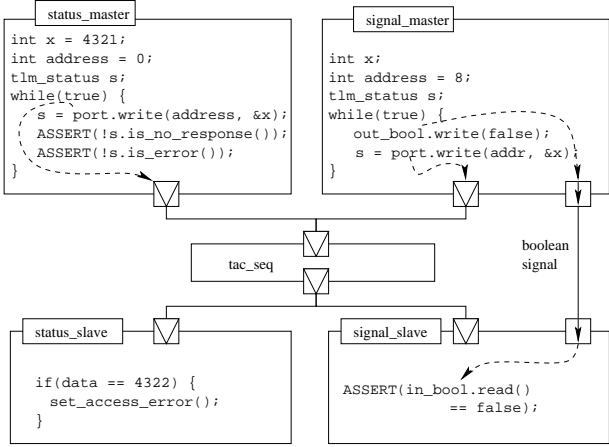 status_master
int x = 4321;
int address = 0;
tlm_status s;
while(true) {
s = port.write(address, &x);
ASSERT(!s.is_no_response());
ASSERT(!s.is_error());
}
signal_master
int x;
int address = 8;
tlm_status s;
while(true) {
out_bool.write(false);
s = port.write(addr, &x);
}
tac_seq
boolean
signal
status_slave
if(data == 4322) {
set_access_error();
}
signal_slave
ASSERT(in_bool.read()
== false);